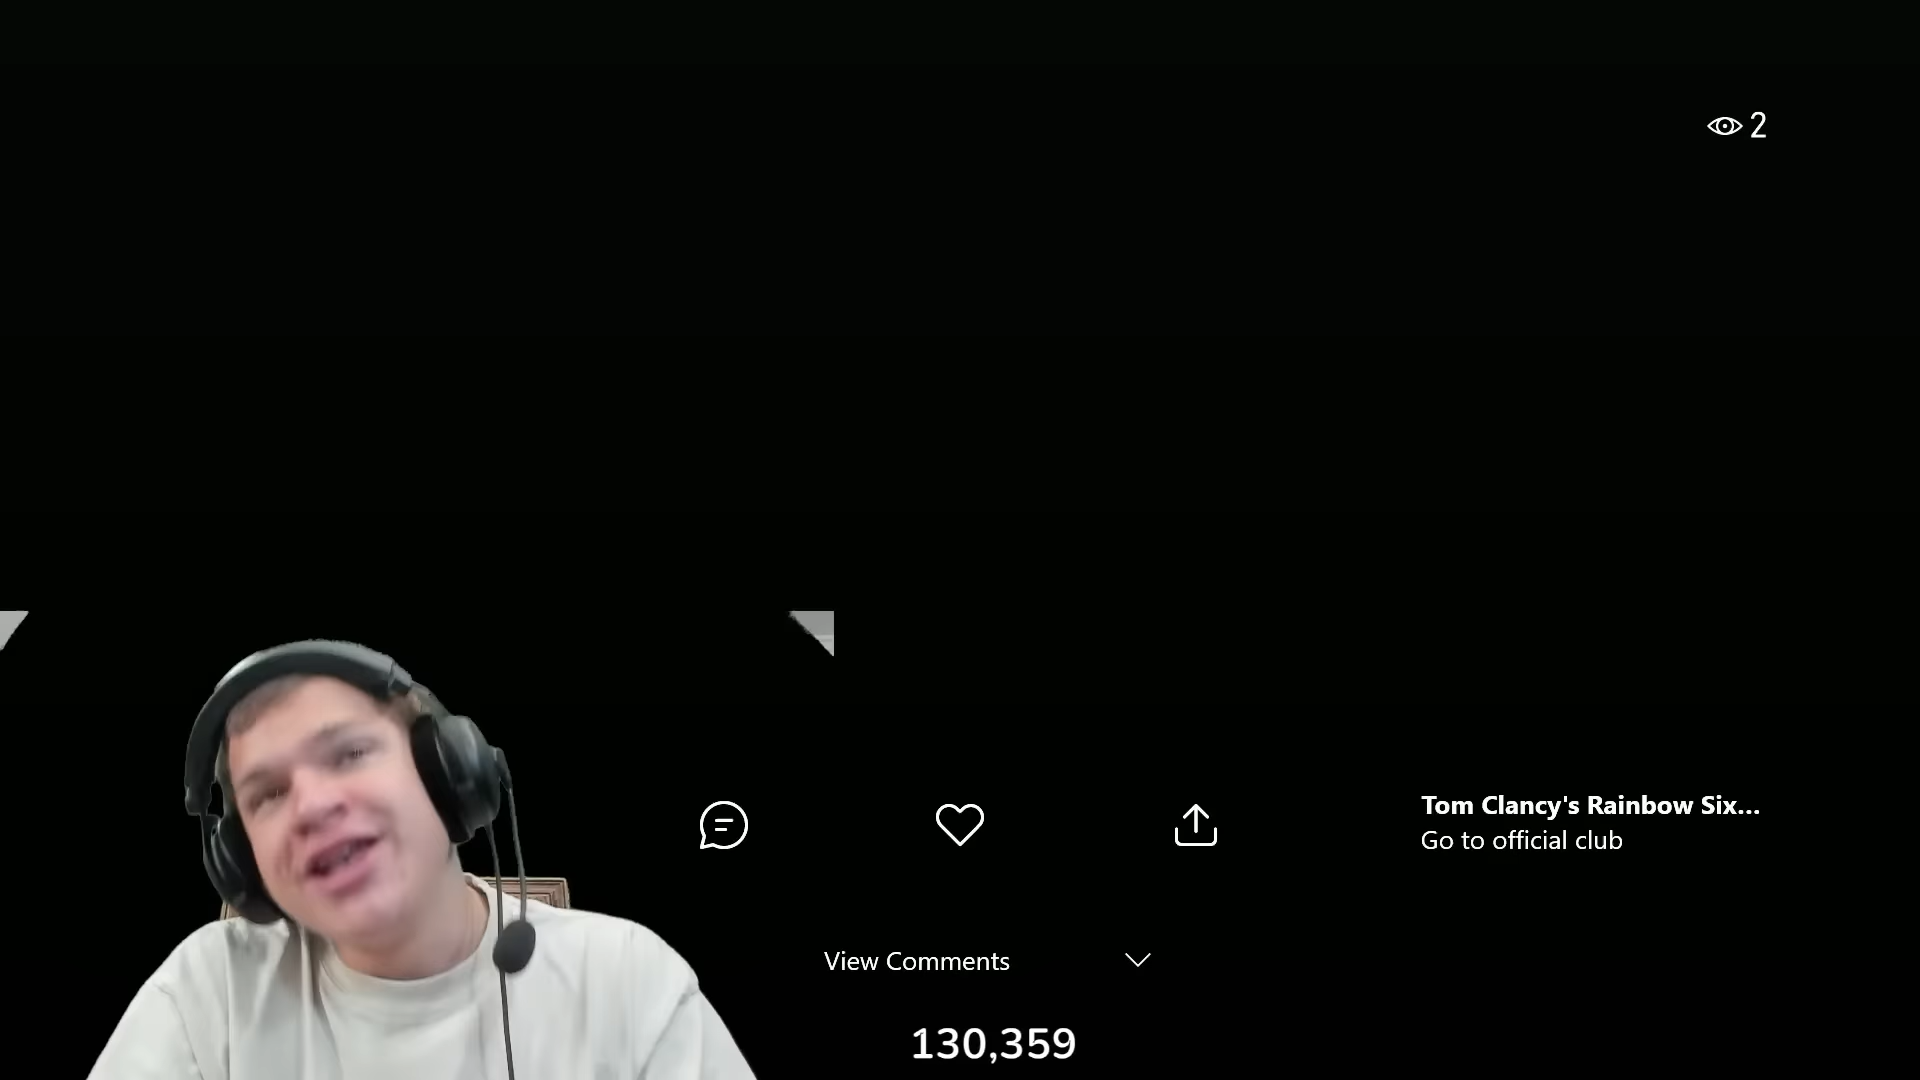 2
Tom Clancy's Rainbow Six...
Go to official club
View Comments
130,359